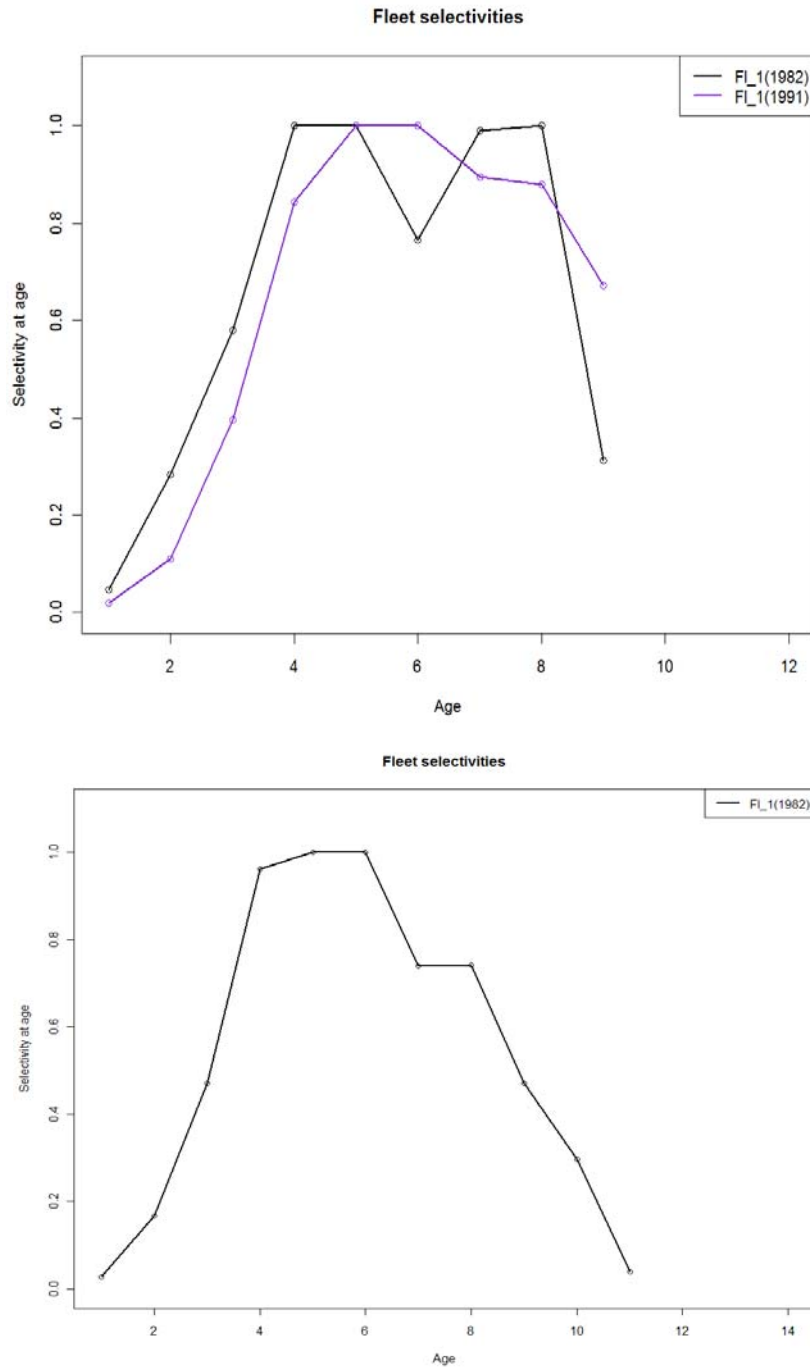 Fleet selectivities
Fl_1(1982)
Fl_1(1991)
1.0
0.8
0.6
0.4
0.2
0.0
Selectivity at age
2 4 6 8 10 12
Age
Fleet selectivities
Fl_1(1982)
1.0
0.8
0.6
0.4
0.2
0.0
Selectivity at age
2 4 6 8 10 12 14
Age